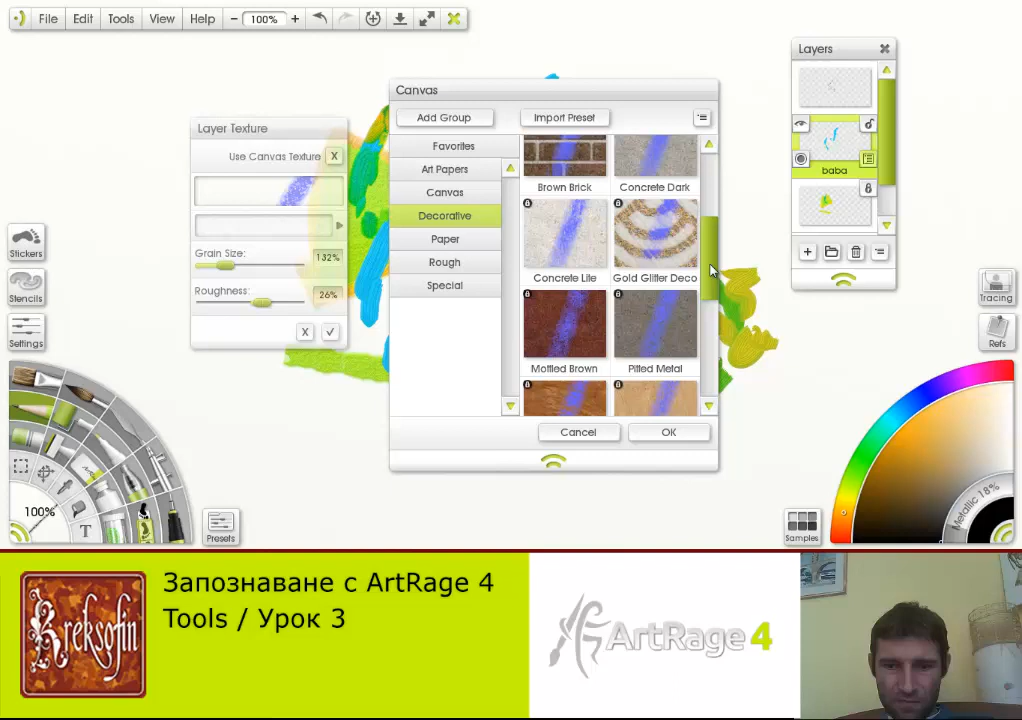 File Edit Tools View Help − 100% +
Layers
baba
Canvas
Add Group Import Preset
Favorites
Art Papers
Canvas
Decorative
Paper
Rough
Special
Brown Brick Concrete Dark
Concrete Lite Gold Glitter Deco
Mottled Brown Pitted Metal
Cancel OK
Layer Texture
Use Canvas Texture X
Grain Size: 132%
Roughness: 26%
X
Stickers
Stencils
Settings
Tracing
Refs
100%
T
Presets
Samples
Metallic 18%
Kreksofin
Запознаване с ArtRage 4
Tools / Урок 3
ArtRage 4